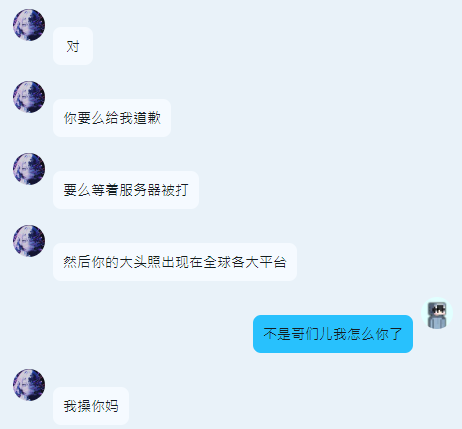 对
你要么给我道歉
要么等着服务器被打
然后你的大头照出现在全球各大平台
不是哥们儿我怎么你了
我操你妈